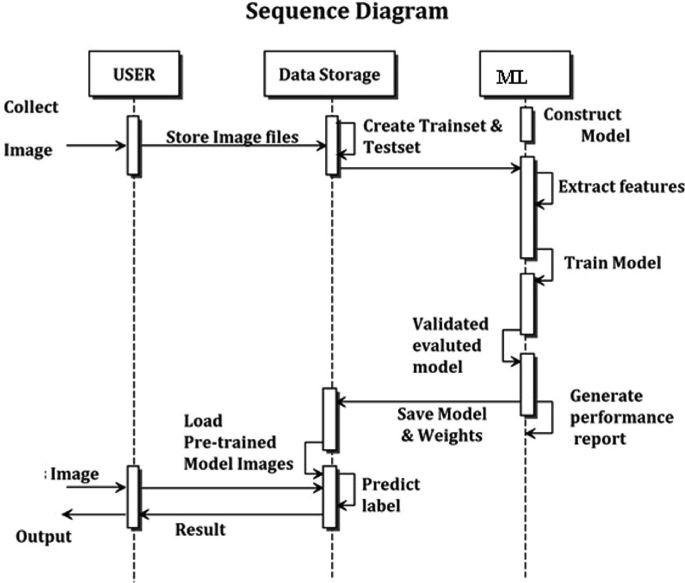 Sequence Diagram
USER
Data Storage
ML
Collect
Image
Store Image files
Create Trainset &
Testset
Construct
Model
Extract features
Train Model
Validated
evaluted
model
Generate
performance
report
Save Model
& Weights
Load
Pre-trained
Model Images
Image
Predict
label
Output
Result